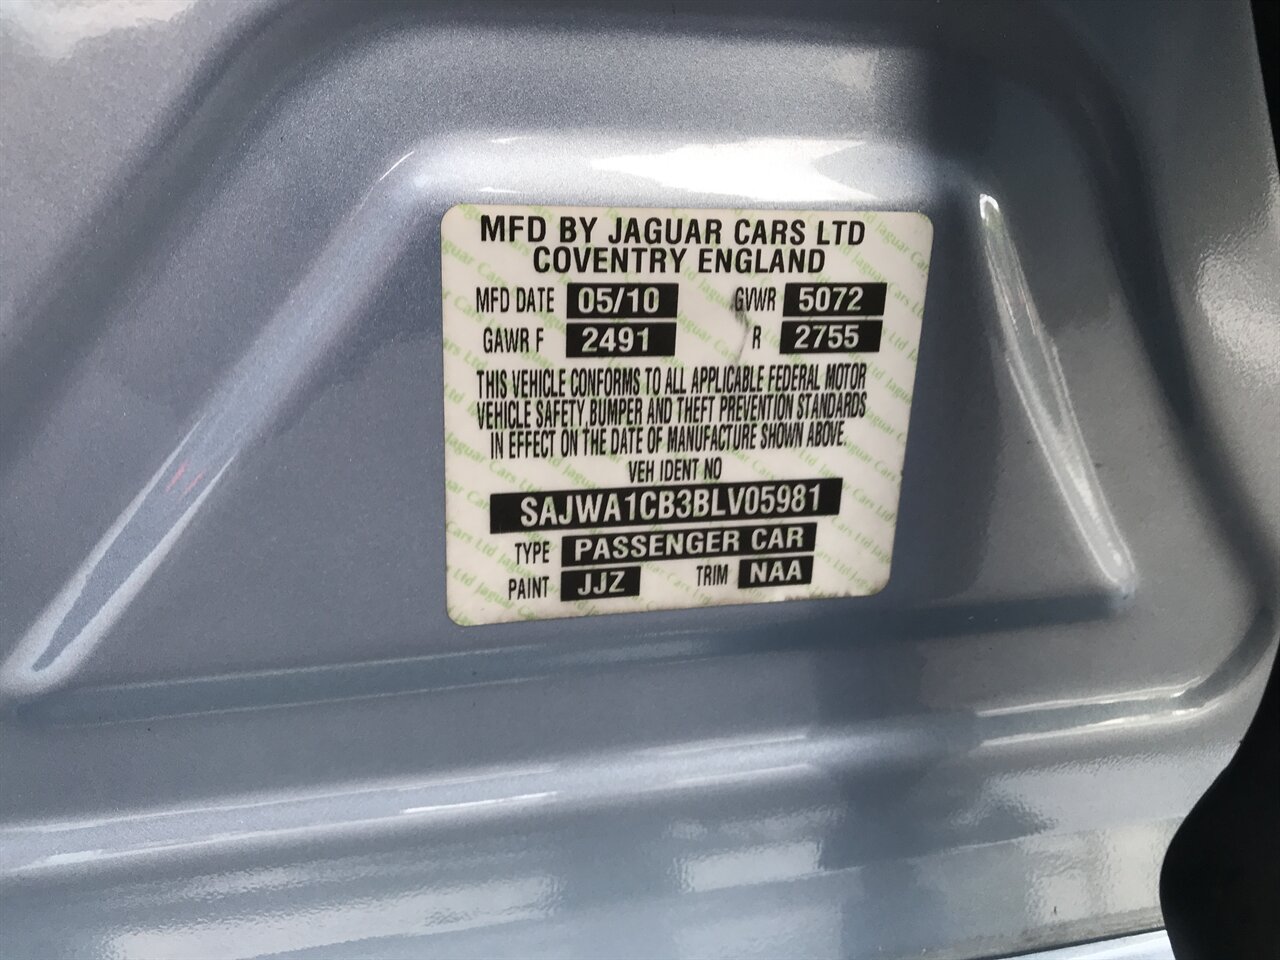 MFD BY JAGUAR CARS LTD
COVENTRY ENGLAND
MFD DATE 05/10 GVWR 5072
GAWR F 2491 R 2755
THIS VEHICLE CONFORMS TO ALL APPLICABLE FEDERAL MOTOR
VEHICLE SAFETY, BUMPER AND THEFT PREVENTION STANDARDS
IN EFFECT ON THE DATE OF MANUFACTURE SHOWN ABOVE.
VEH IDENT NO
SAJWA1CB3BLV05981
TYPE PASSENGER CAR
PAINT JJZ TRIM NAA